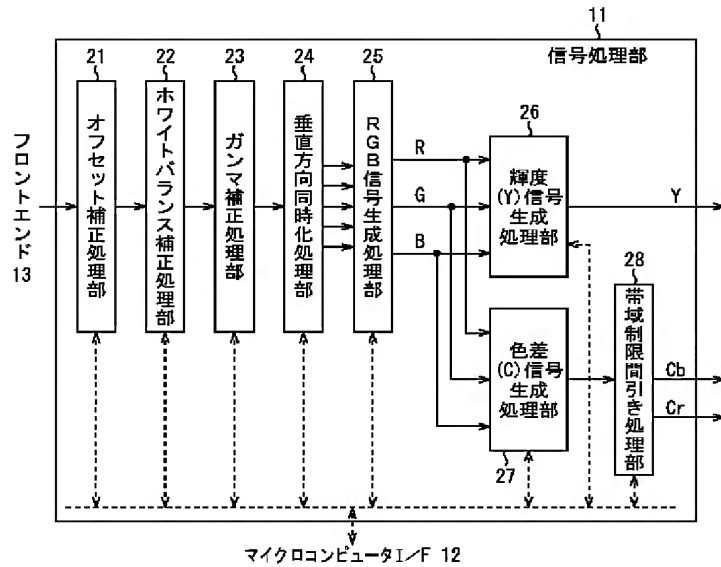 11
信号処理部
21
22
23
24
25
フロントエンド
13
オフセット補正処理部
ホワイトバランス補正処理部
ガンマ補正処理部
垂直方向同時化処理部
RGB信号生成処理部
R
G
B
26
輝度
(Y)信号
生成
処理部
Y
色差
(C)信号
生成
処理部
27
28
帯域制限間引き処理部
Cb
Cr
マイクロコンピュータI/F 12